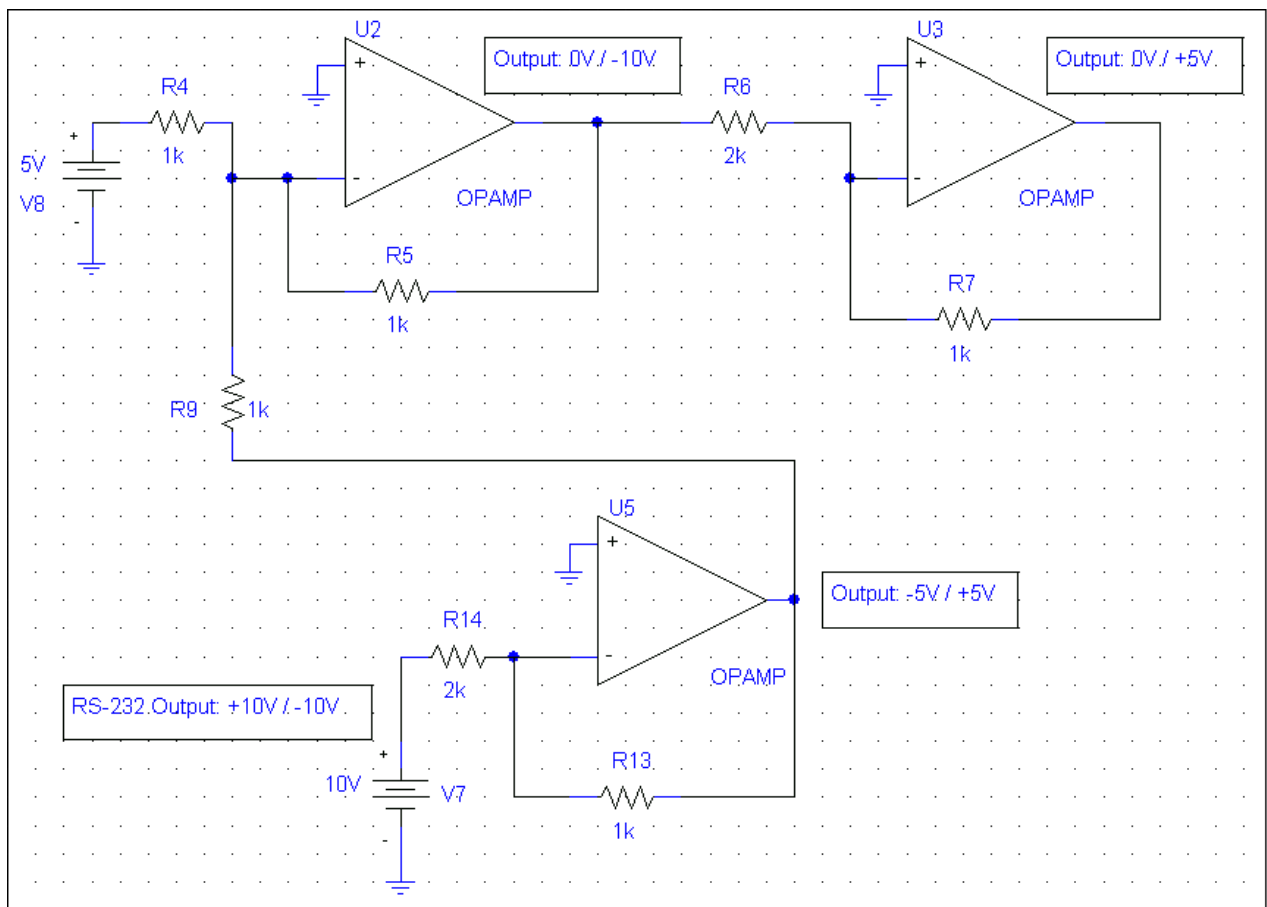 U2
Output: 0V / -10V
U3
Output: 0V / +5V
R4
1k
+
-
5V
V8
+
-
OPAMP
R6
2k
+
-
OPAMP
R5
1k
R7
1k
R9
1k
U5
+
-
OPAMP
Output: -5V / +5V
R14
2k
RS-232 Output: +10V / -10V
+
10V
V7
-
R13
1k